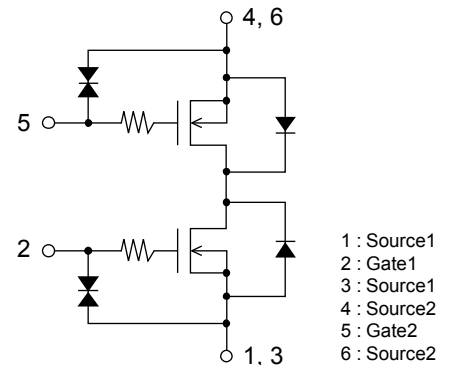 4, 6
5
2
1, 3
1 : Source1
2 : Gate1
3 : Source1
4 : Source2
5 : Gate2
6 : Source2